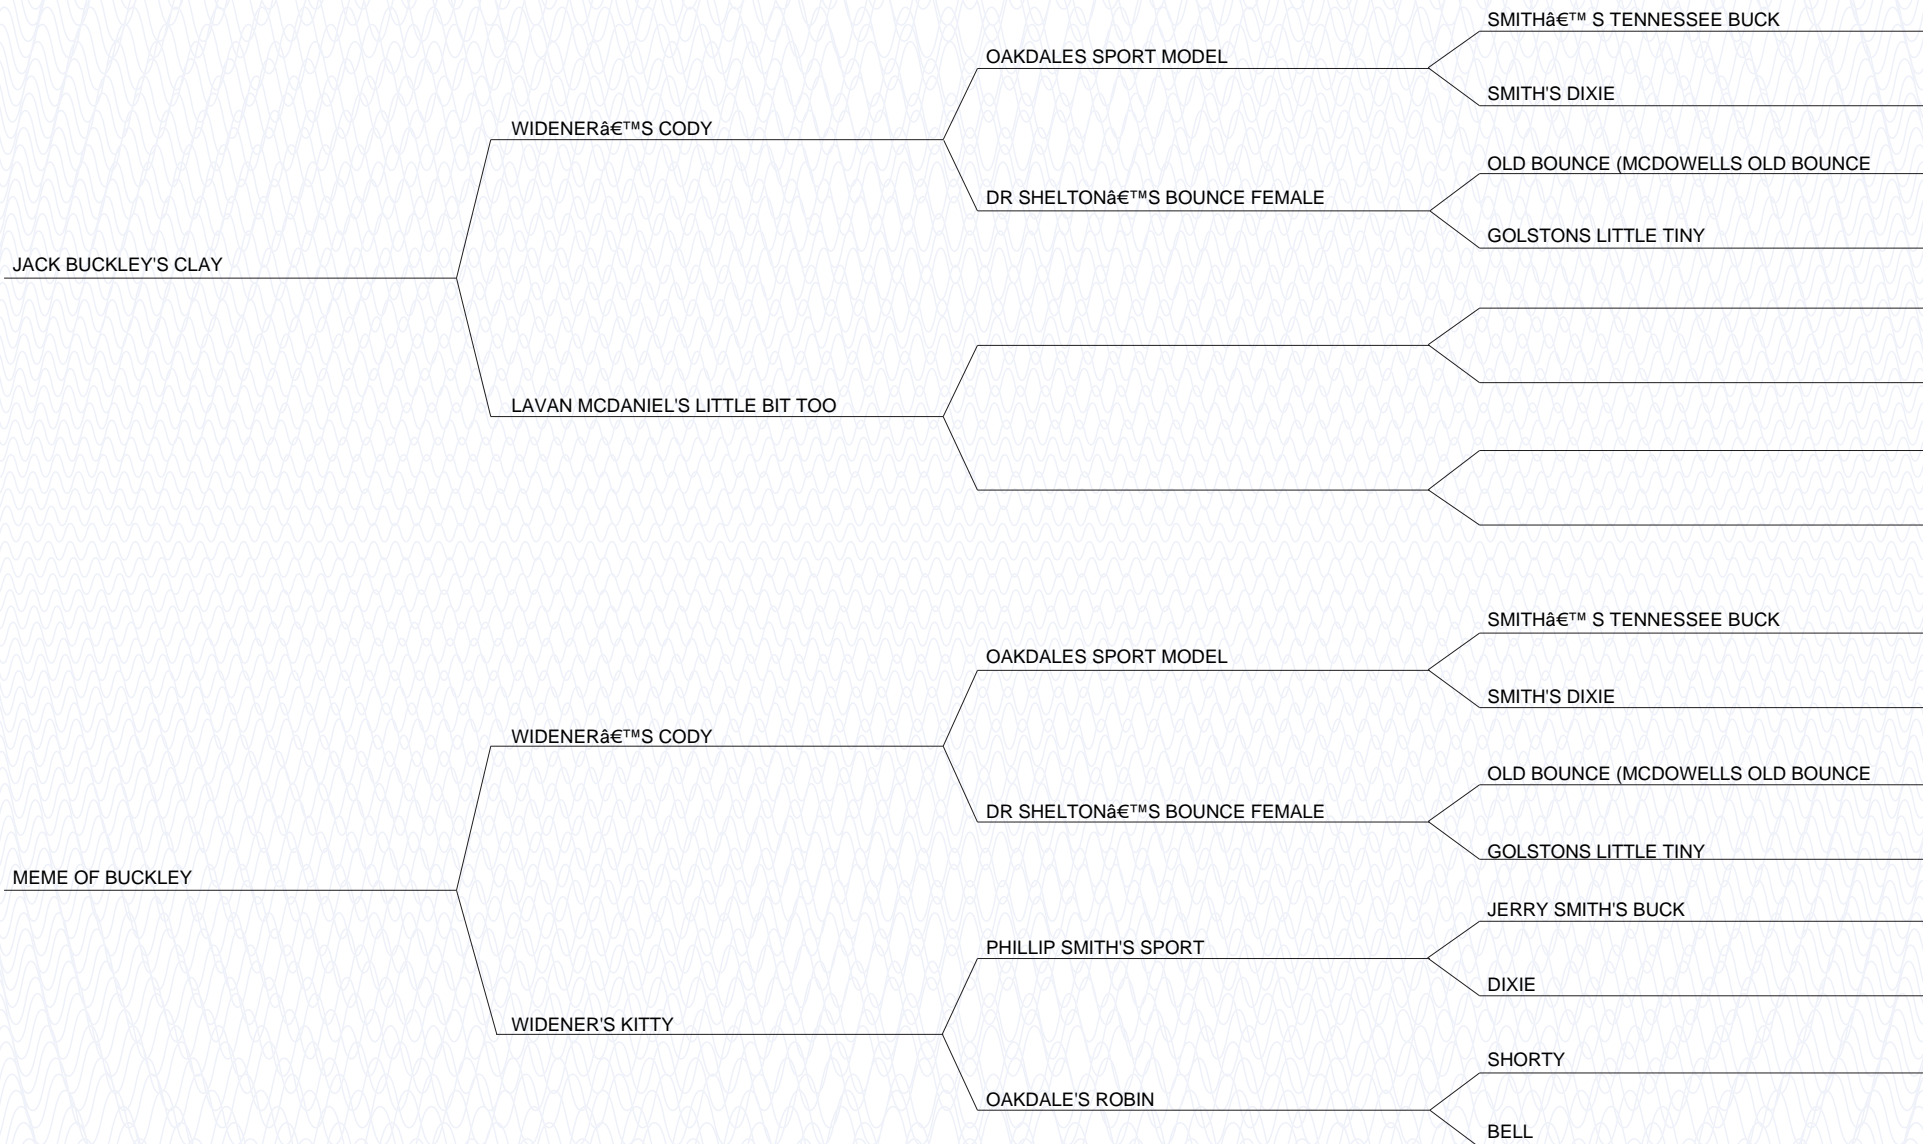 SMITHâ€™ S TENNESSEE BUCK
OAKDALES SPORT MODEL
SMITH'S DIXIE
WIDENERâ€™S CODY
OLD BOUNCE (MCDOWELLS OLD BOUNCE
DR SHELTONâ€™S BOUNCE FEMALE
GOLSTONS LITTLE TINY
JACK BUCKLEY'S CLAY
LAVAN MCDANIEL'S LITTLE BIT TOO
SMITHâ€™ S TENNESSEE BUCK
OAKDALES SPORT MODEL
SMITH'S DIXIE
WIDENERâ€™S CODY
OLD BOUNCE (MCDOWELLS OLD BOUNCE
DR SHELTONâ€™S BOUNCE FEMALE
GOLSTONS LITTLE TINY
MEME OF BUCKLEY
JERRY SMITH'S BUCK
PHILLIP SMITH'S SPORT
DIXIE
WIDENER'S KITTY
SHORTY
OAKDALE'S ROBIN
BELL